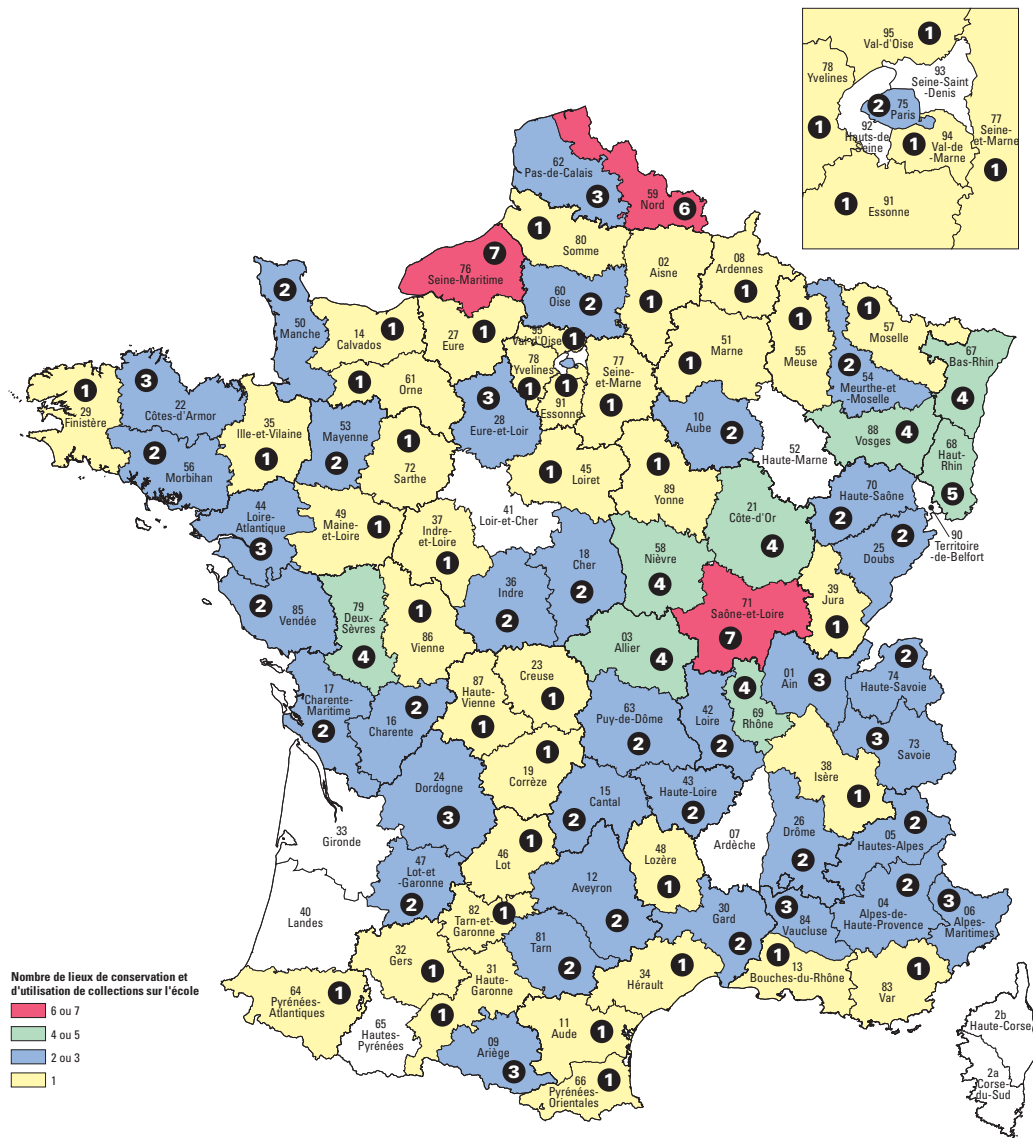 95
Val-d'Oise
1
78
Yvelines
1
93
Seine-Saint
-Denis
2
75
Paris
92
Hauts-de
Seine
1
94
Val-de
-Marne
77
Seine-
et-Marne
1
1
91
Essonne
62
Pas-de-Calais
3
59
Nord
6
1
80
Somme
7
76
Seine-Maritime
02
Aisne
1
08
Ardennes
1
60
Oise
2
2
50
Manche
14
Calvados
1
27
Eure
1
95
Val-d'Oise
1
78
Yvelines
1
1
91
Essonne
77
Seine-
et-Marne
1
51
Marne
1
1
55
Meuse
1
57
Moselle
2
54
Meurthe-et
-Moselle
67
Bas-Rhin
4
1
29
Finistère
3
22
Côtes-d'Armor
2
56
Morbihan
35
Ille-et-Vilaine
1
53
Mayenne
2
1
61
Orne
1
72
Sarthe
3
28
Eure-et-Loir
10
Aube
2
52
Haute-Marne
88
Vosges
4
68
Haut-
Rhin
5
1
45
Loiret
1
89
Yonne
41
Loir-et-Cher
70
Haute-Saône
2
90
Territoire
-de-Belfort
44
Loire-
Atlantique
3
49
Maine-
et-Loire
1
37
Indre-
et-Loire
1
21
Côte-d'Or
4
2
25
Doubs
58
Nièvre
4
18
Cher
2
36
Indre
2
39
Jura
1
2
85
Vendée
79
Deux-
Sèvres
4
1
86
Vienne
71
Saône-et-Loire
7
03
Allier
4
17
Charente-
Maritime
2
2
16
Charente
87
Haute-
Vienne
1
23
Creuse
1
63
Puy-de-Dôme
2
42
Loire
2
4
69
Rhône
01
Ain
3
2
74
Haute-Savoie
3
73
Savoie
38
Isère
1
1
19
Corrèze
24
Dordogne
3
15
Cantal
2
43
Haute-Loire
2
33
Gironde
07
Ardèche
26
Drôme
2
2
05
Hautes-Alpes
47
Lot-et
-Garonne
2
1
46
Lot
48
Lozère
1
12
Aveyron
2
40
Landes
82
Tarn-et-
Garonne
1
81
Tarn
2
30
Gard
2
3
84
Vaucluse
2
04
Alpes-de-
Haute-Provence
3
06
Alpes-
Maritimes
32
Gers
1
31
Haute-
Garonne
1
34
Hérault
1
1
13
Bouches-du-Rhône
1
83
Var
64
Pyrénées-
Atlantiques
1
65
Hautes-
Pyrénées
09
Ariège
3
11
Aude
1
66
Pyrénées-
Orientales
1
2b
Haute-Corse
2a
Corse-
du-Sud
Nombre de lieux de conservation et
d'utilisation de collections sur l'école
6 ou 7
4 ou 5
2 ou 3
1